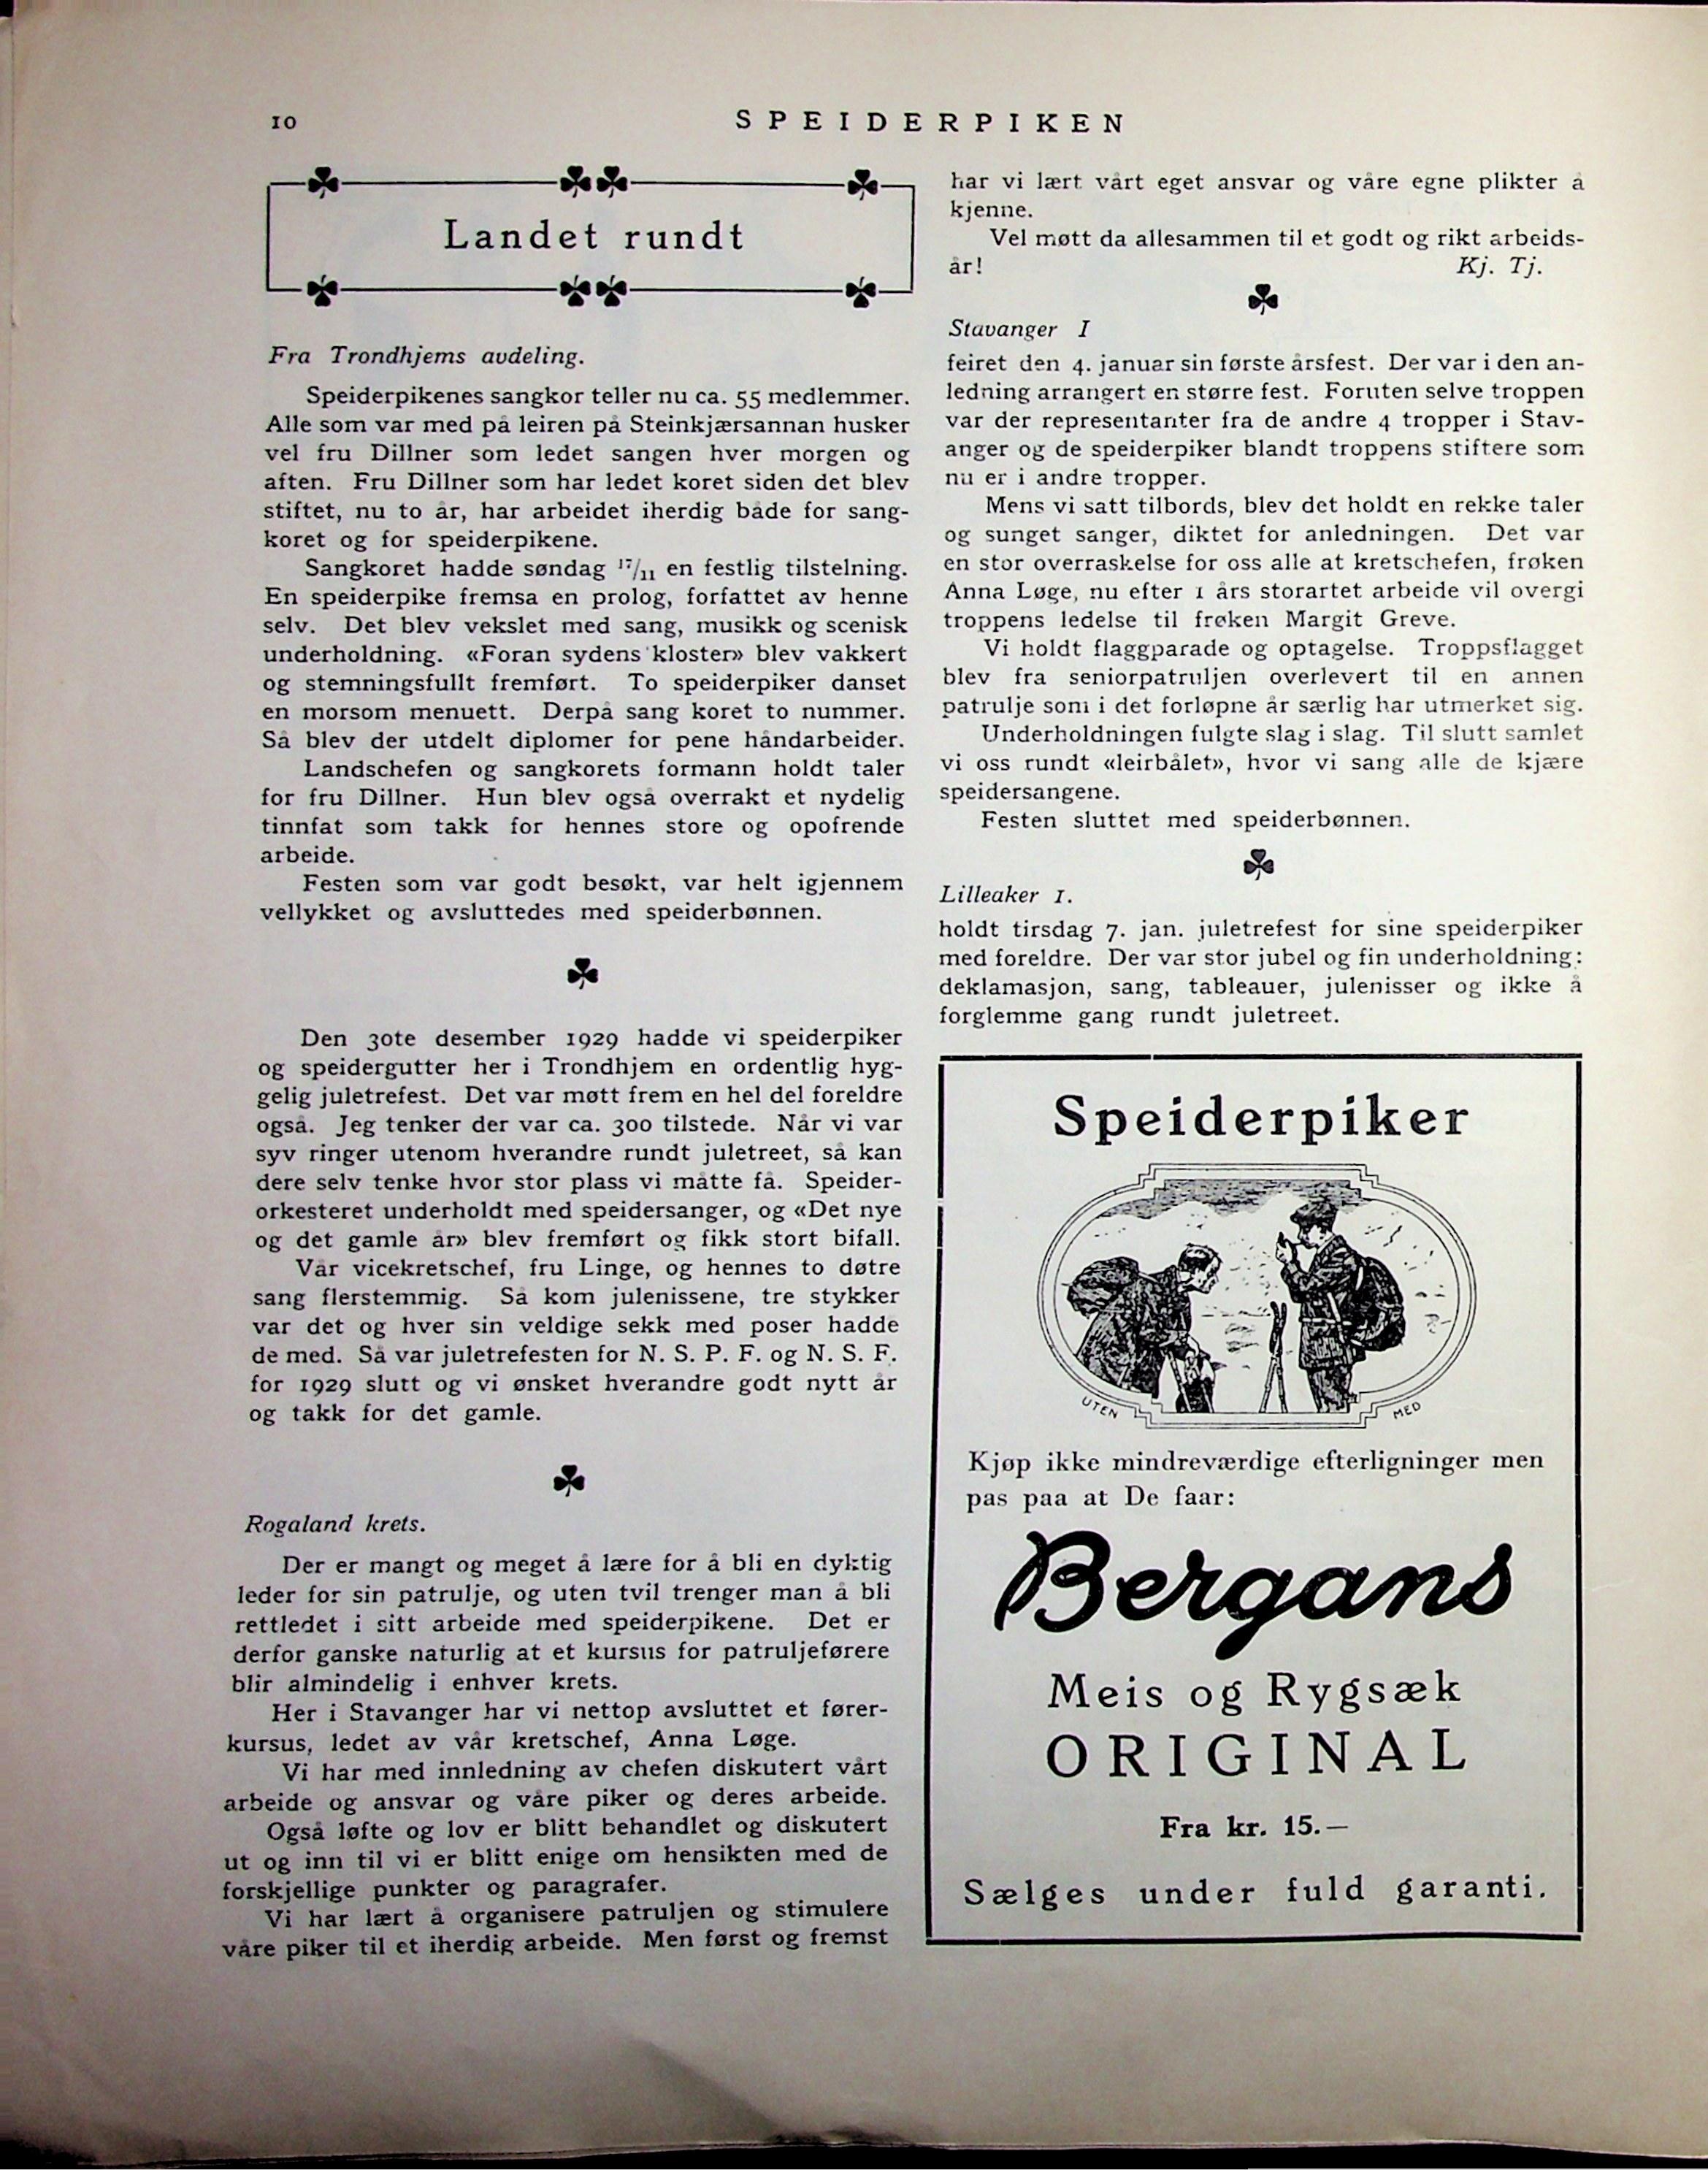 10
SPEIDERPIKEN
Landet rundt
Fra Trondhjems avdeling.
Speiderpikenes sangkor teller nu ca. 55 medlemmer.
Alle som var med på leiren på Steinkjærsannan husker
vel fru Dillner som ledet sangen hver morgen og
aften. Fru Dillner som har ledet koret siden det blev
stiftet, nu to år, har arbeidet iherdig både for sang-
koret og for speiderpikene.
Sangkoret hadde søndag 17/11 en festlig tilstelning.
En speiderpike fremsa en prolog, forfattet av henne
selv. Det blev vekslet med sang, musikk og scenisk
underholdning. «Foran sydens kloster» blev vakkert
og stemningsfullt fremført. To speiderpiker danset
en morsom menuett. Derpå sang koret to nummer.
Så blev der utdelt diplomer for pene håndarbeider.
Landschefen og sangkorets formann holdt taler
for fru Dillner. Hun blev også overrakt et nydelig
tinnfat som takk for hennes store og opofrende
arbeide.
Festen som var godt besøkt, var helt igjennem
vellykket og avsluttedes med speiderbønnen.
Den 30te desember 1929 hadde vi speiderpiker
og speidergutter her i Trondhjem en ordentlig hyg-
gelig juletrefest. Det var møtt frem en hel del foreldre
også. Jeg tenker der var ca. 300 tilstede. Når vi var
syv ringer utenom hverandre rundt juletreet, så kan
dere selv tenke hvor stor plass vi måtte få. Speider-
orkesteret underholdt med speidersanger, og «Det nye
og det gamle år» blev fremført og fikk stort bifall.
Vår vicekretschef, fru Linge, og hennes to døtre
sang flerstemmig. Så kom julenissene, tre stykker
var det og hver sin veldige sekk med poser hadde
de med. Så var juletrefesten for N. S. P. F. og N. S. F.
for 1929 slutt og vi ønsket hverandre godt nytt år
og takk for det gamle.
Rogaland krets.
Der er mangt og meget å lære for å bli en dyktig
leder for sin patrulje, og uten tvil trenger man å bli
rettledet i sitt arbeide med speiderpikene. Det er
derfor ganske naturlig at et kursus for patruljeførere
blir almindelig i enhver krets.
Her i Stavanger har vi nettop avsluttet et fører-
kursus, ledet av vår kretschef, Anna Løge.
Vi har med innledning av chefen diskutert vårt
arbeide og ansvar og våre piker og deres arbeide.
Også løfte og lov er blitt behandlet og diskutert
ut og inn til vi er blitt enige om hensikten med de
forskjellige punkter og paragrafer.
Vi har lært å organisere patruljen og stimulere
våre piker til et iherdig arbeide. Men først og fremst
har vi lært vårt eget ansvar og våre egne plikter å
kjenne.
Vel møtt da allesammen til et godt og rikt arbeids-
år! Kj. Tj.
Stavanger I
feiret den 4. januar sin første årsfest. Der var i den an-
ledning arrangert en større fest. Foruten selve troppen
var der representanter fra de andre 4 tropper i Stav-
anger og de speiderpiker blandt troppens stiftere som
nu er i andre tropper.
Mens vi satt tilbords, blev det holdt en rekke taler
og sunget sanger, diktet for anledningen. Det var
en stor overraskelse for oss alle at kretschefen, frøken
Anna Løge, nu efter 1 års storartet arbeide vil overgi
troppens ledelse til frøken Margit Greve.
Vi holdt flaggparade og optagelse. Troppsflagget
blev fra seniorpatruljen overlevert til en annen
patrulje som i det forløpne år særlig har utmerket sig.
Underholdningen fulgte slag i slag. Til slutt samlet
vi oss rundt «leirbålet», hvor vi sang alle de kjære
speidersangene.
Festen sluttet med speiderbønnen.
Lilleaker 1.
holdt tirsdag 7. jan. juletrefest for sine speiderpiker
med foreldre. Der var stor jubel og fin underholdning:
deklamasjon, sang, tableauer, julenisser og ikke å
forglemme gang rundt juletreet.
Speiderpiker
UTEN MED
Kjøp ikke mindreværdige efterligninger men
pas paa at De faar:
Bergans
Meis og Rygsæk
ORIGINAL
Fra kr. 15.—
Sælges under fuld garanti.